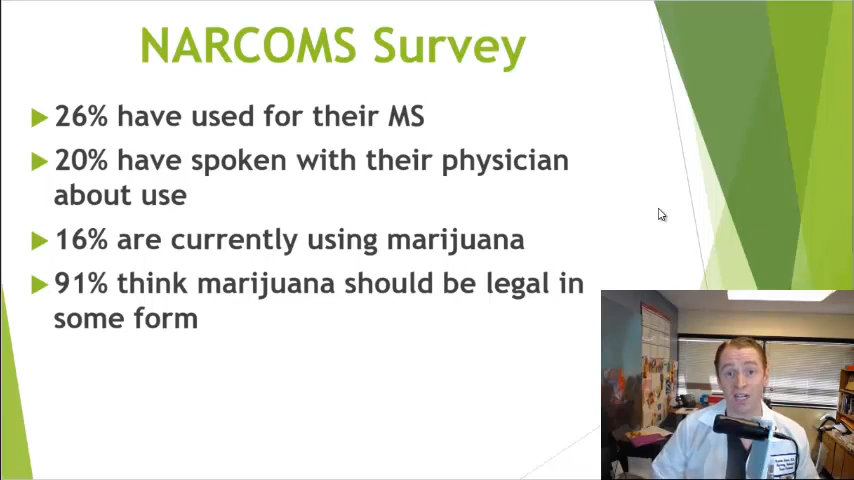 NARCOMS Survey
26% have used for their MS
20% have spoken with their physician
about use
16% are currently using marijuana
91% think marijuana should be legal in
some form